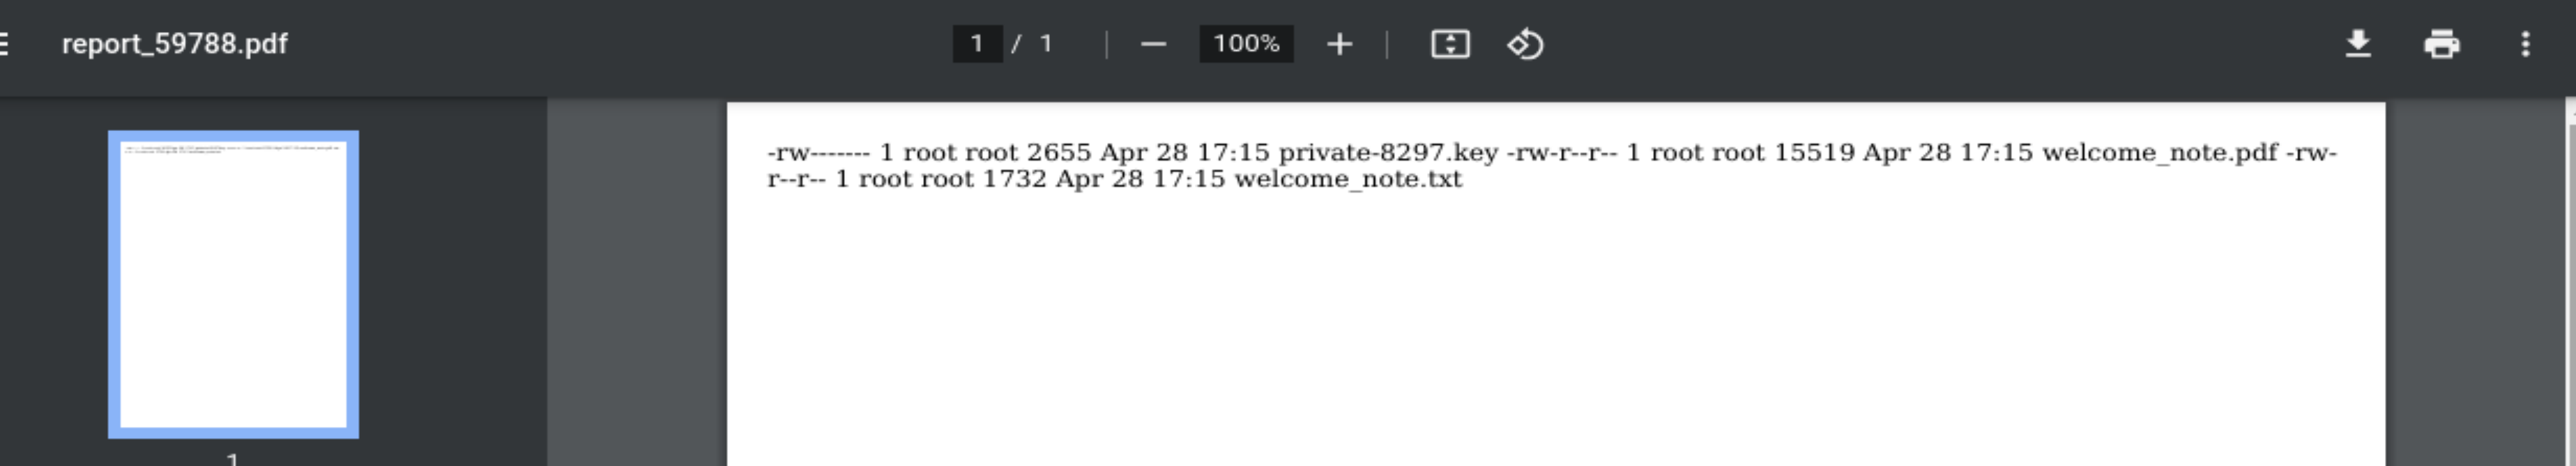 report_59788.pdf
1 / 1
100%
-rw------- 1 root root 2655 Apr 28 17:15 private-8297.key -rw-r--r-- 1 root root 15519 Apr 28 17:15 welcome_note.pdf -rw-
r--r-- 1 root root 1732 Apr 28 17:15 welcome_note.txt
1